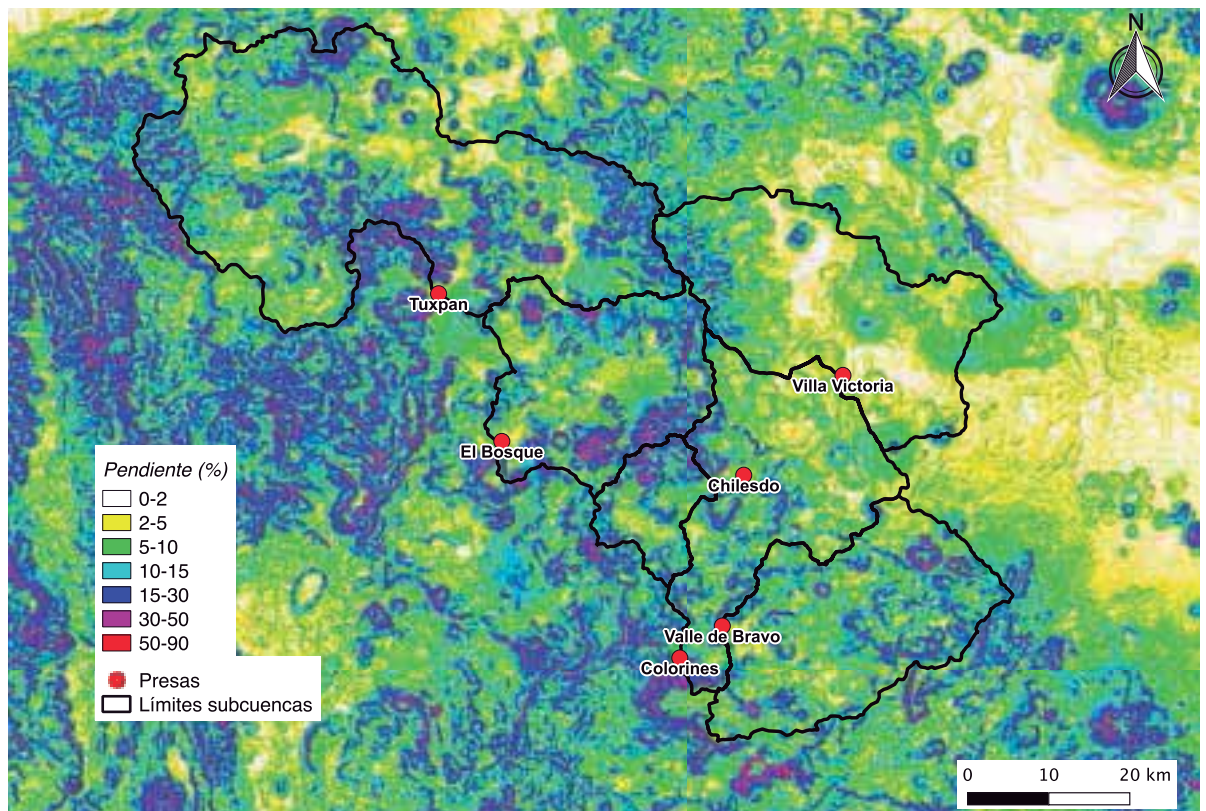 N
Tuxpan
Villa Victoria
El Bosque
Chilesdo
Valle de Bravo
Colorines
Pendiente (%)
0-2
2-5
5-10
10-15
15-30
30-50
50-90
Presas
Límites subcuencas
0 10 20 km